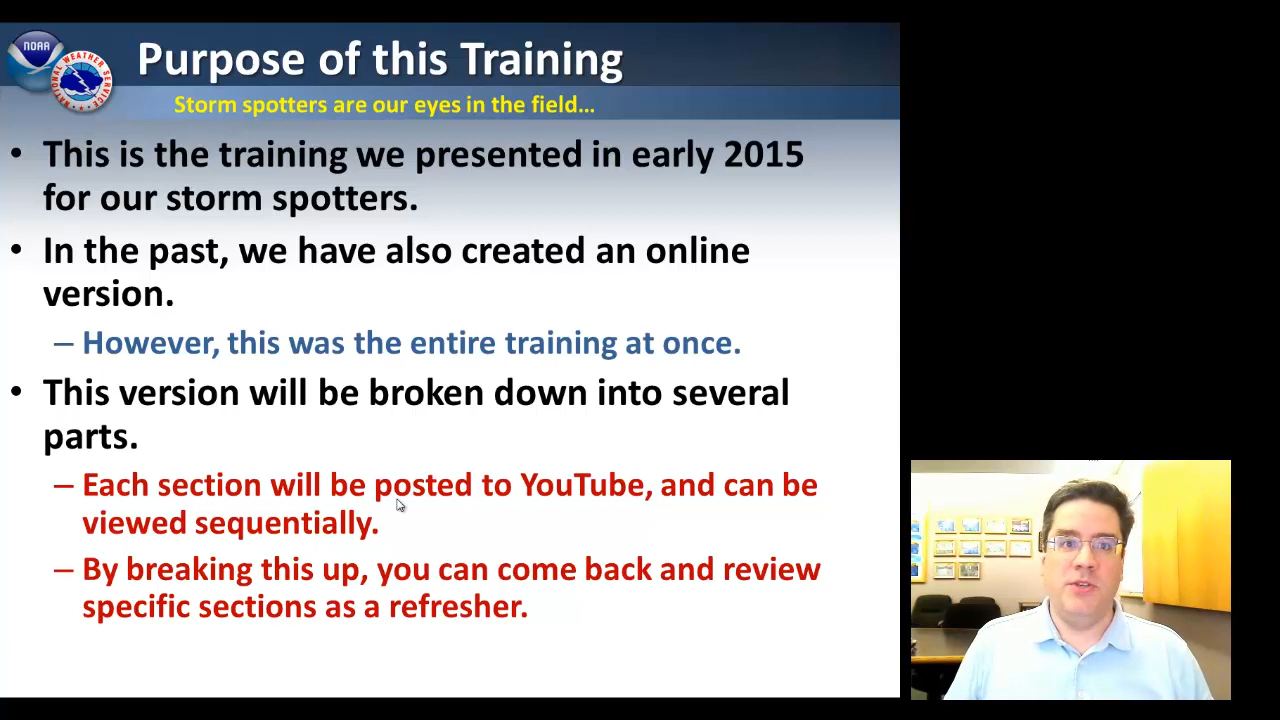 NOAA
NATIONAL WEATHER SERVICE
Purpose of this Training
Storm spotters are our eyes in the field...
• This is the training we presented in early 2015
for our storm spotters.
• In the past, we have also created an online
version.
– However, this was the entire training at once.
• This version will be broken down into several
parts.
– Each section will be posted to YouTube, and can be
viewed sequentially.
– By breaking this up, you can come back and review
specific sections as a refresher.